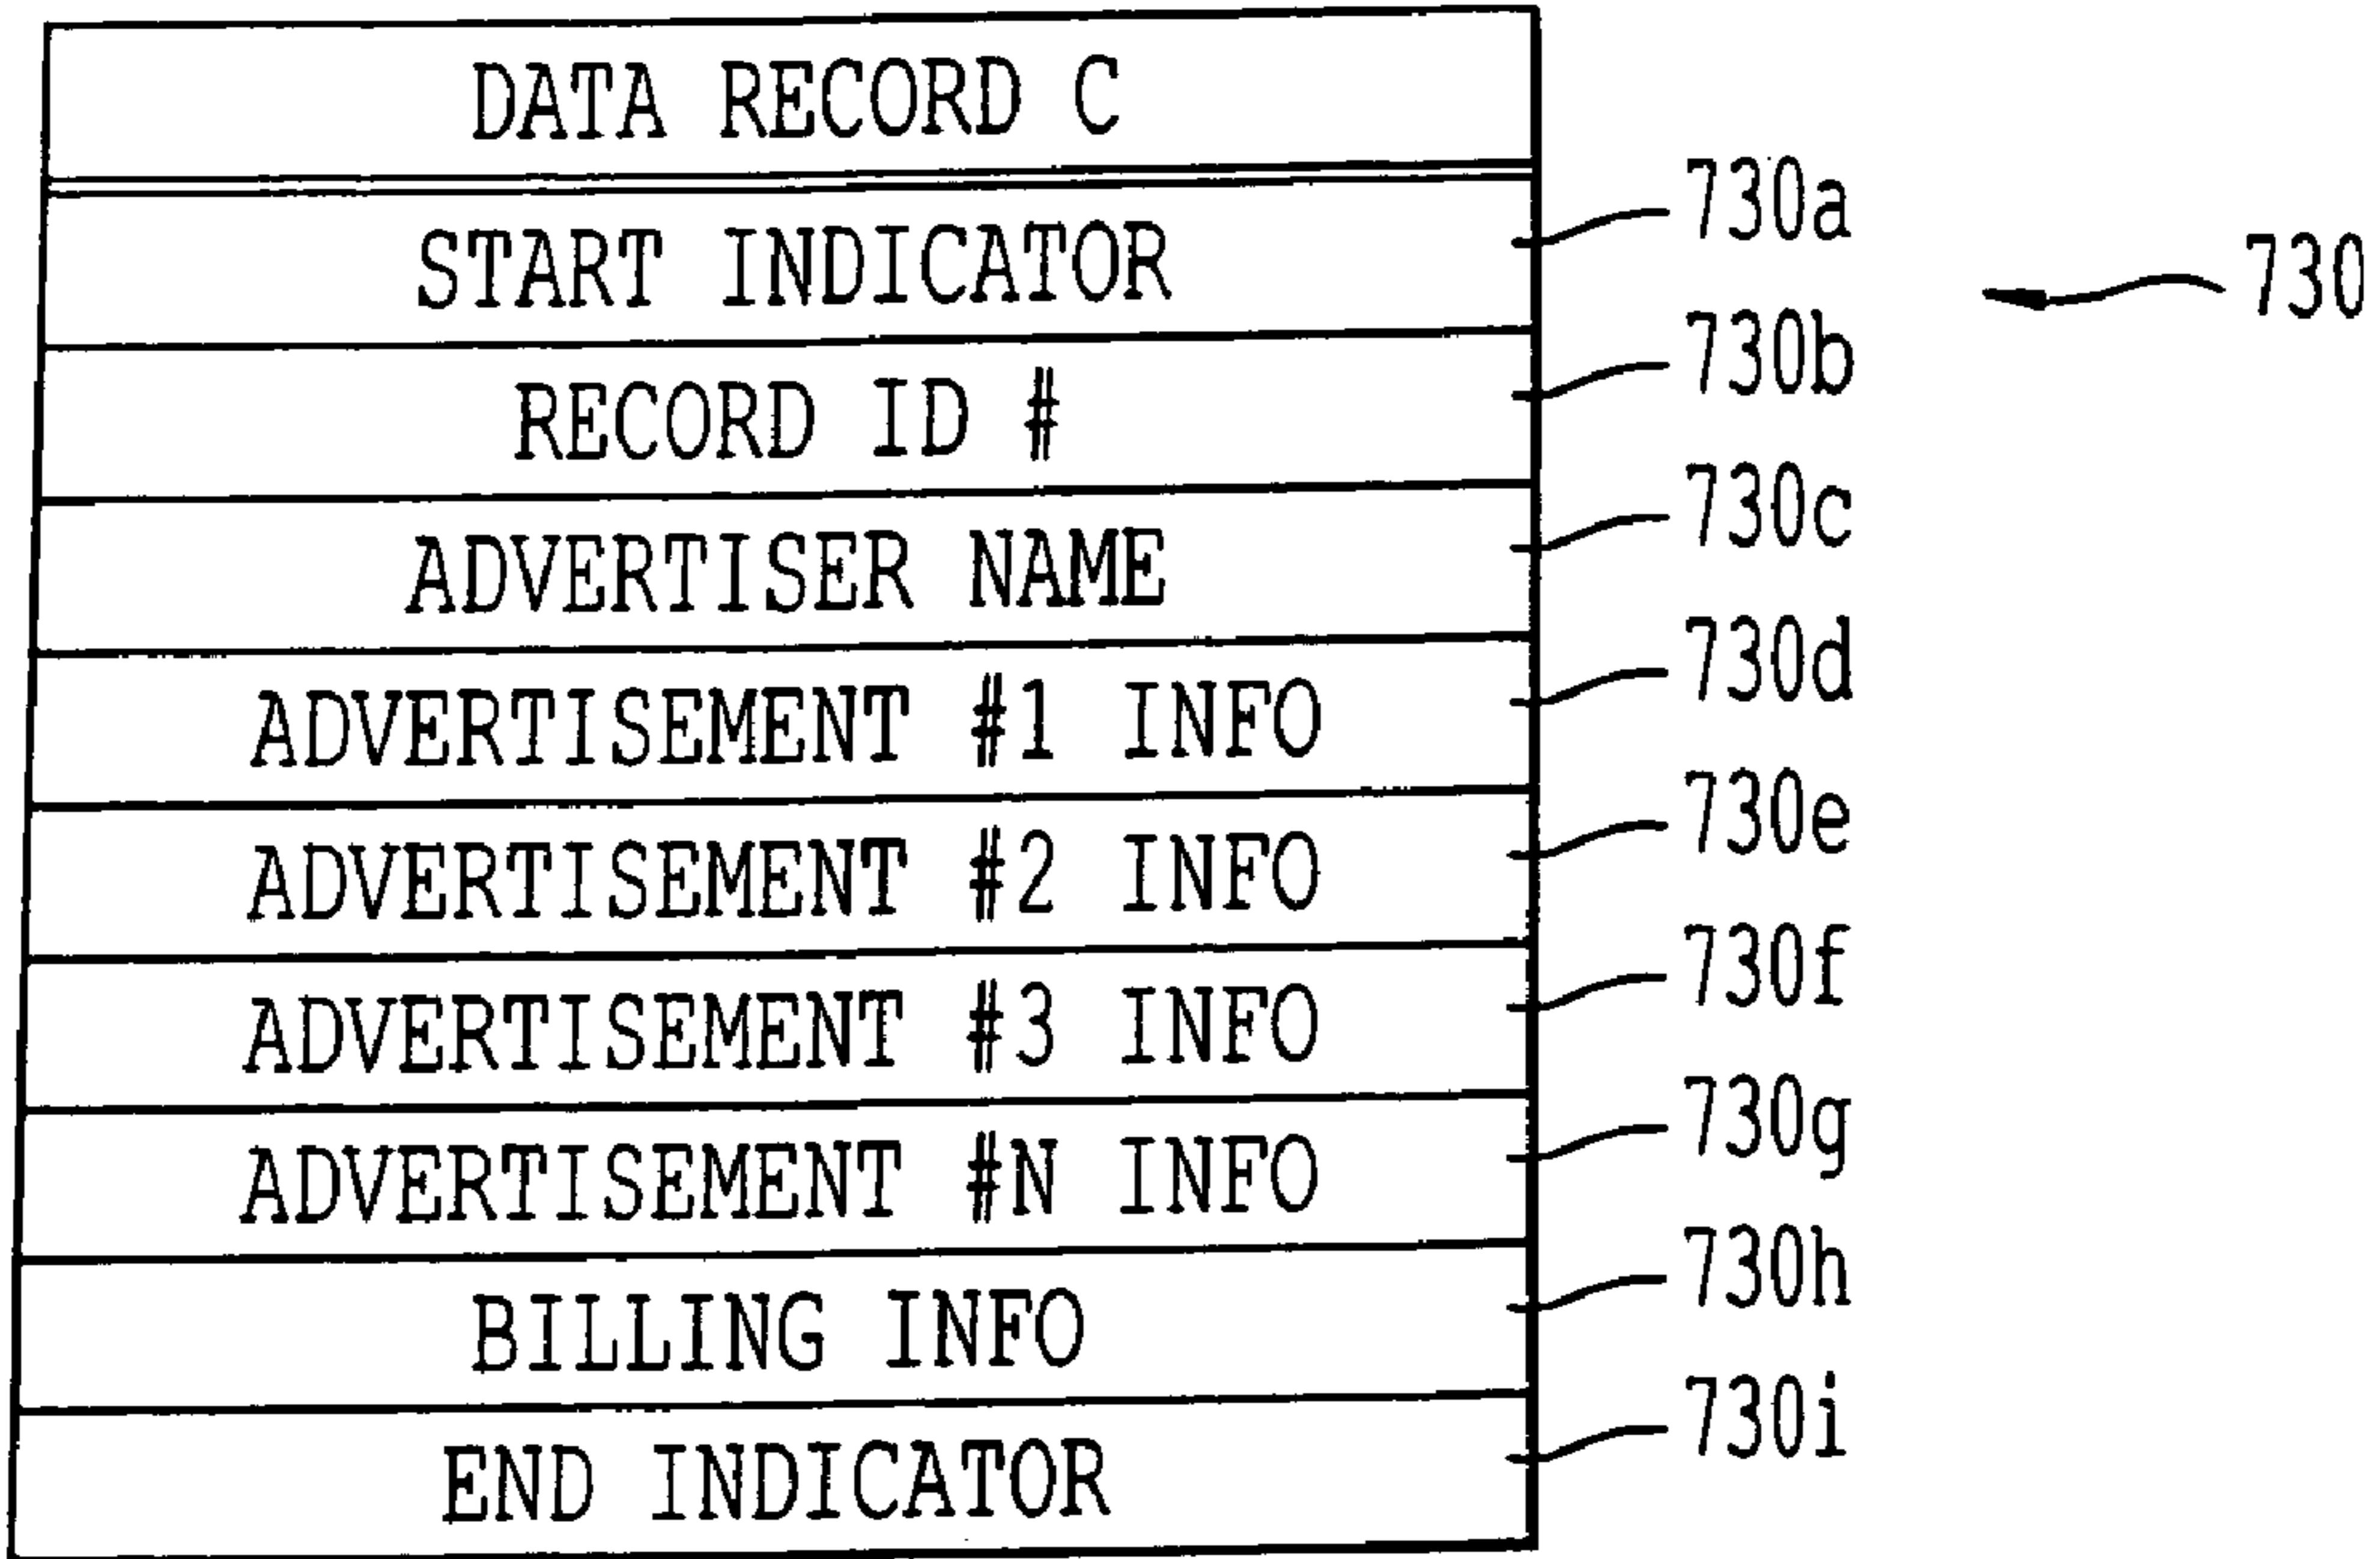 DATA RECORD C
START INDICATOR 730a
730
RECORD ID # 730b
ADVERTISER NAME 730c
ADVERTISEMENT #1 INFO 730d
ADVERTISEMENT #2 INFO 730e
ADVERTISEMENT #3 INFO 730f
ADVERTISEMENT #N INFO 730g
BILLING INFO 730h
END INDICATOR 730i